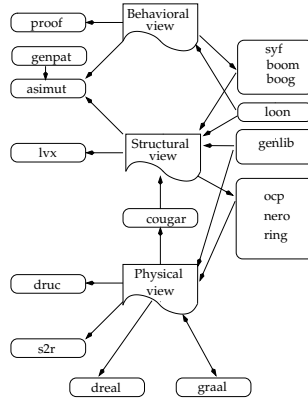 Behavioral
view
proof
genpat
asimut
syf
boom
boog
loon
Structural
view
lvx
genlib
cougar
ocp
nero
ring
Physical
view
druc
s2r
dreal
graal